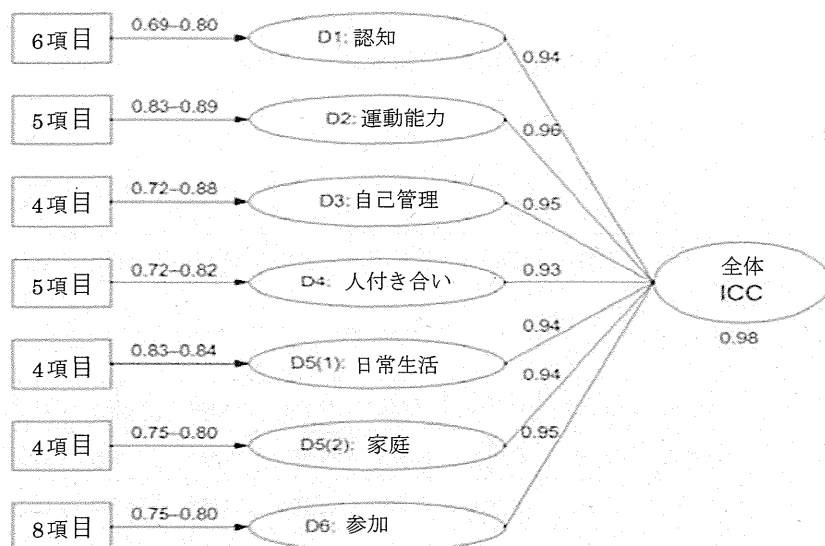 6項目
0.69–0.80
D1: 認知
0.94
5項目
0.83–0.89
D2: 運動能力
0.96
4項目
0.72–0.88
D3: 自己管理
0.95
5項目
0.72–0.82
D4: 人付き合い
0.93
全体
ICC
0.98
4項目
0.83–0.84
D5(1): 日常生活
0.94
4項目
0.75–0.80
D5(2): 家庭
0.94
8項目
0.75–0.80
D6: 参加
0.95